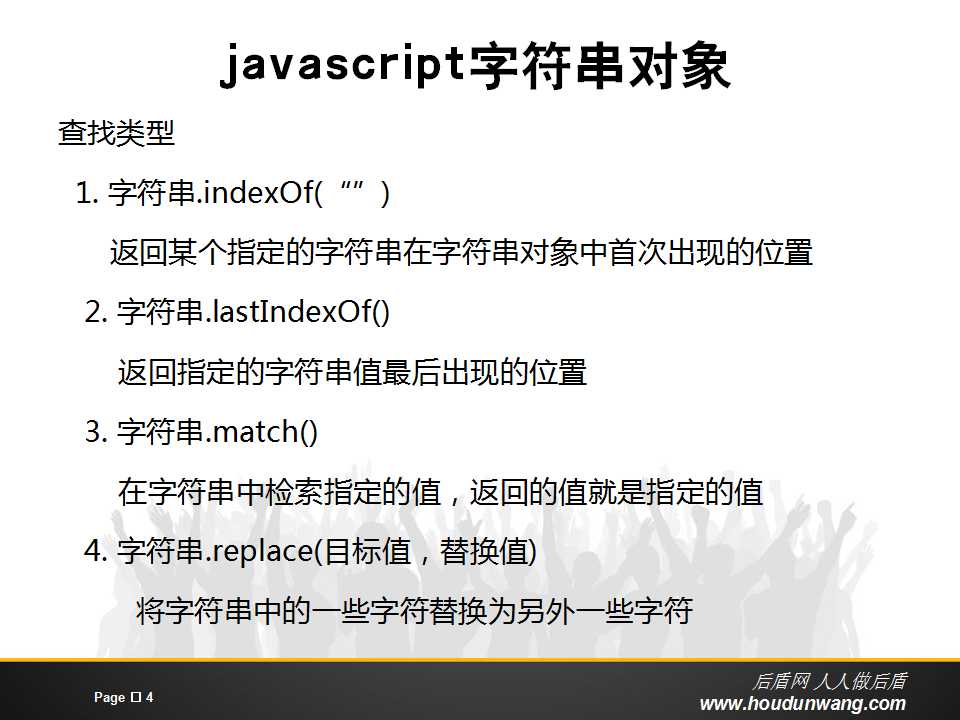 javascript字符串对象
查找类型
1. 字符串.indexOf(“”)
返回某个指定的字符串在字符串对象中首次出现的位置
2. 字符串.lastIndexOf()
返回指定的字符串值最后出现的位置
3. 字符串.match()
在字符串中检索指定的值，返回的值就是指定的值
4. 字符串.replace(目标值，替换值)
将字符串中的一些字符替换为另外一些字符
后盾网 人人做后盾
Page □ 4
www.houdunwang.com